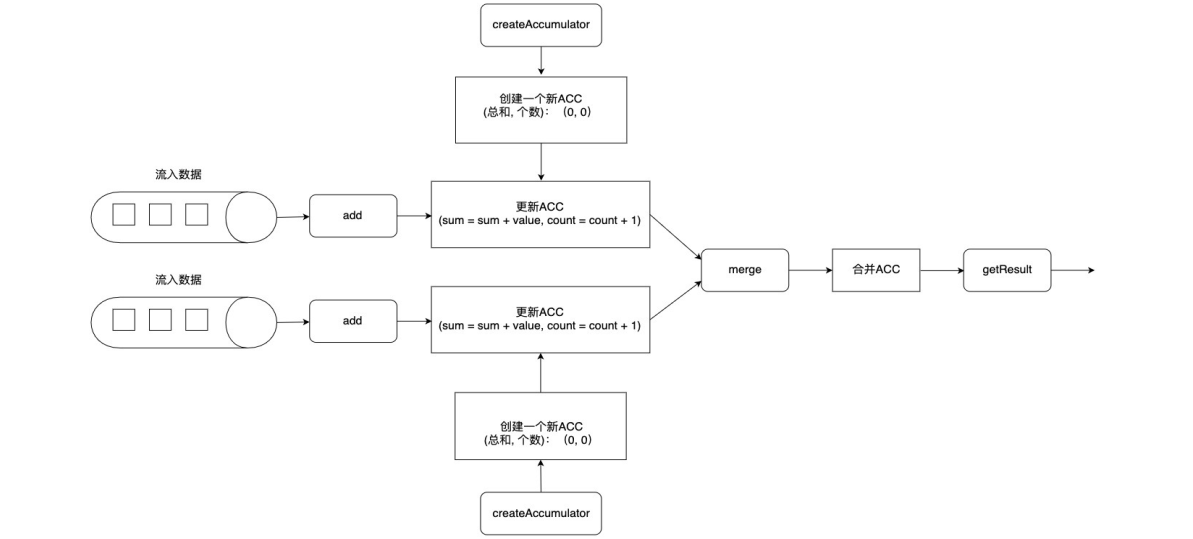 createAccumulator
创建一个新ACC
(总和, 个数)： （0, 0）
流入数据
add
更新ACC
(sum = sum + value, count = count + 1)
merge
合并ACC
getResult
流入数据
add
更新ACC
(sum = sum + value, count = count + 1)
创建一个新ACC
(总和, 个数)： （0, 0）
createAccumulator